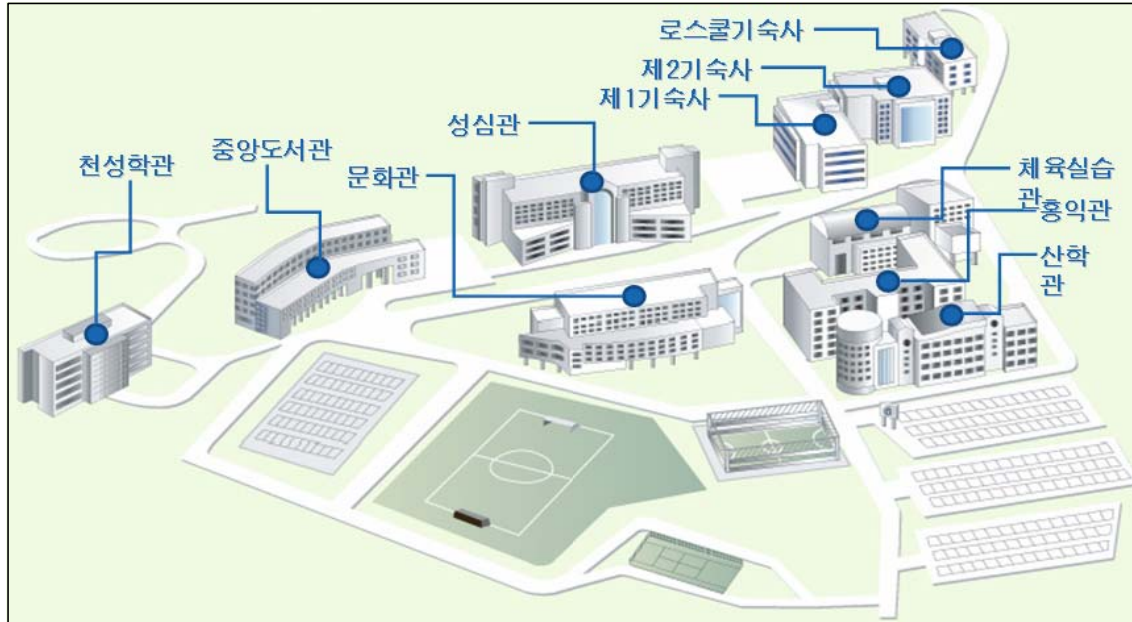 로스쿨기숙사
제2기숙사
제1기숙사
성심관
중앙도서관
천성학관
문화관
체육실습
관
홍익관
산학
관